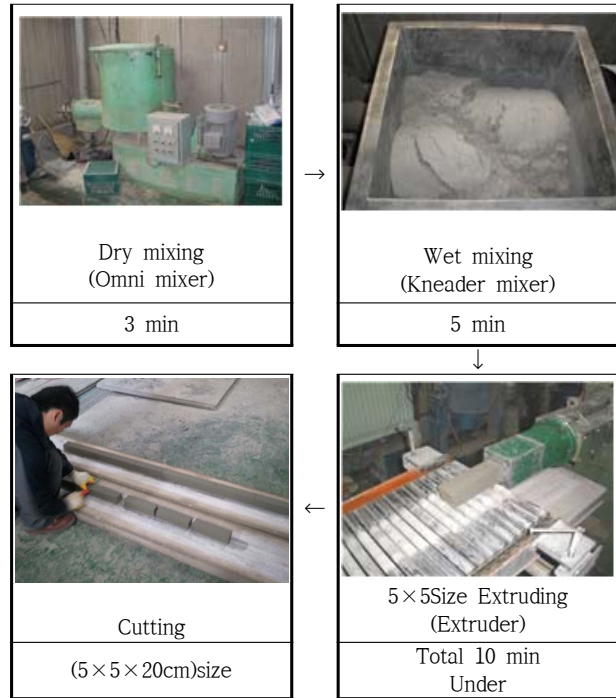 Dry mixing
(Omni mixer)
3 min
→
Wet mixing
(Kneader mixer)
5 min
↓
5×5Size Extruding
(Extruder)
Total 10 min
Under
←
Cutting
(5×5×20cm)size